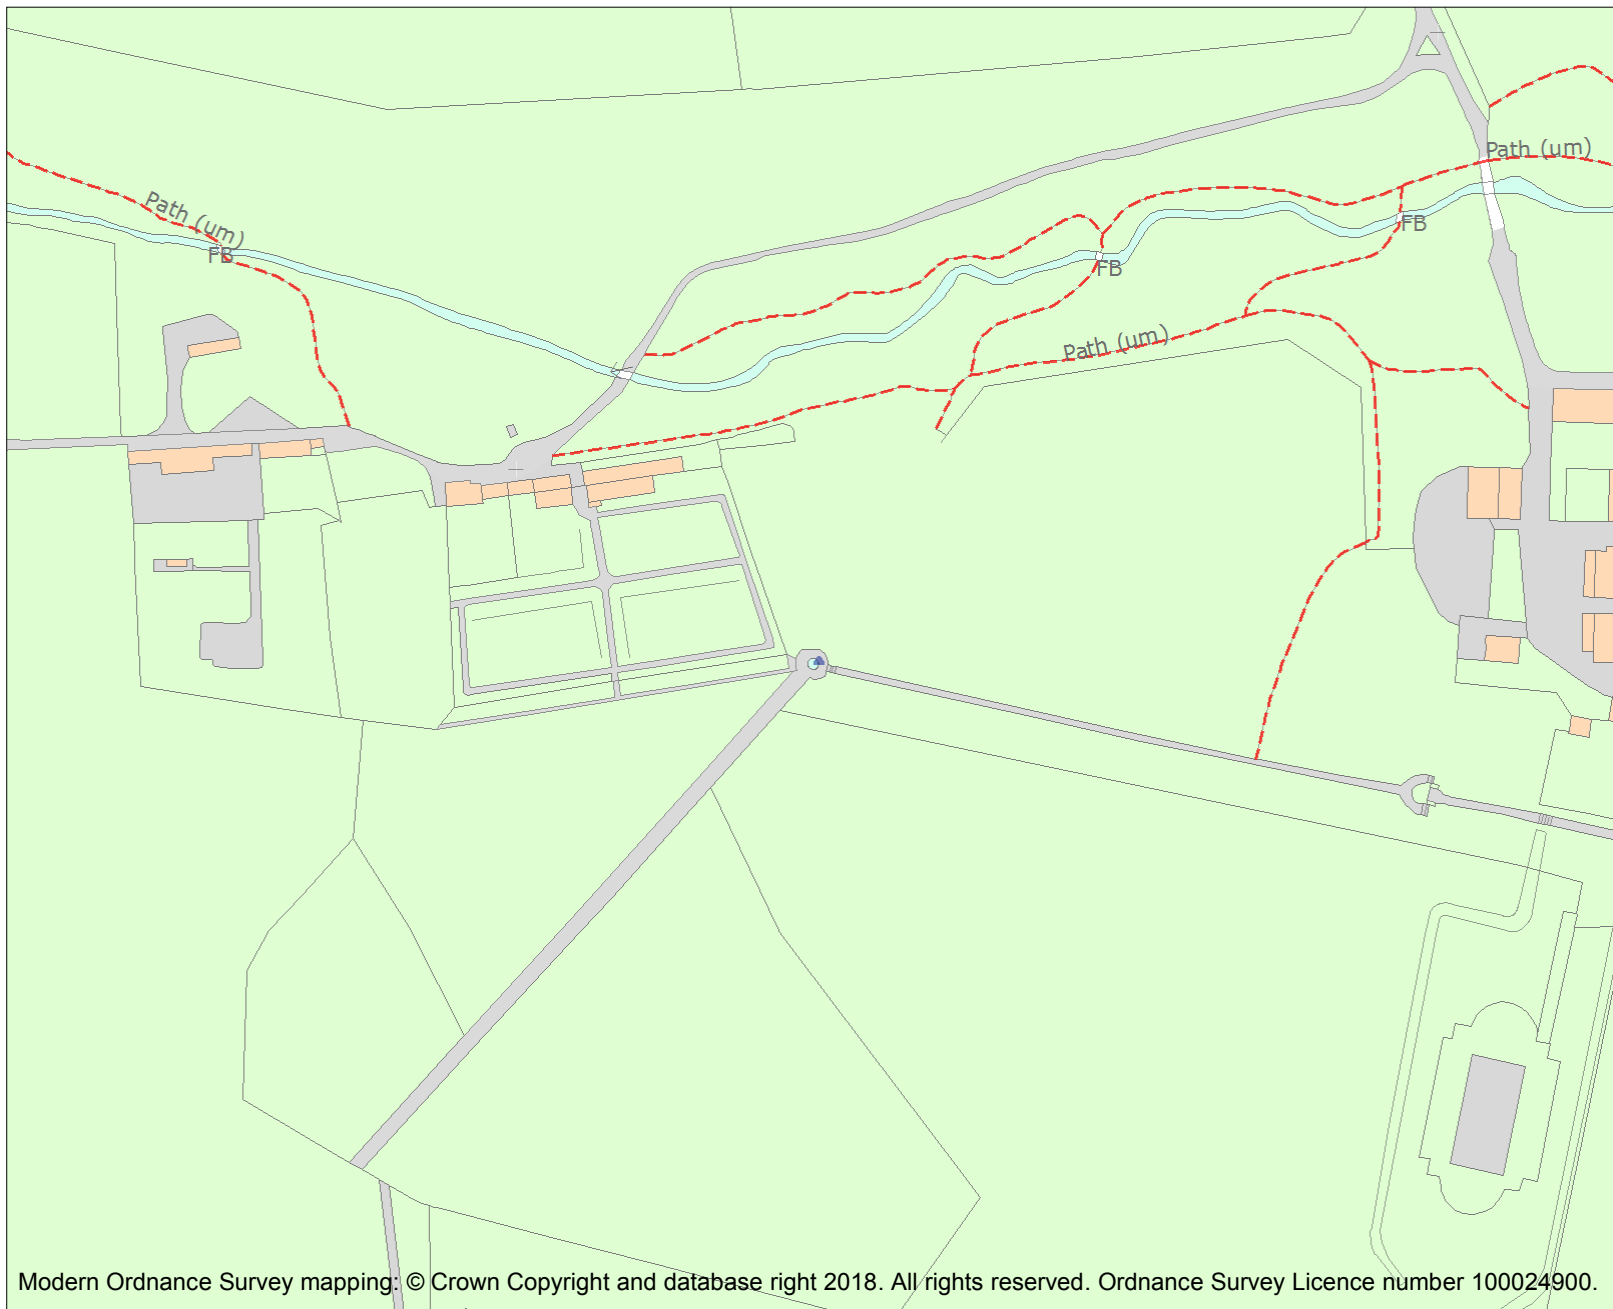 Path (um)
Path (um)
FB
FB
FB
Path (um)
Modern Ordnance Survey mapping: © Crown Copyright and database right 2018. All rights reserved. Ordnance Survey Licence number 100024900.